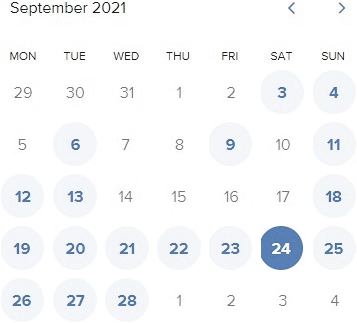 September 2021
MON TUE WED THU FRI SAT SUN
29 30 31 1 2 3 4
5 6 7 8 9 10 11
12 13 14 15 16 17 18
19 20 21 22 23 24 25
26 27 28 1 2 3 4